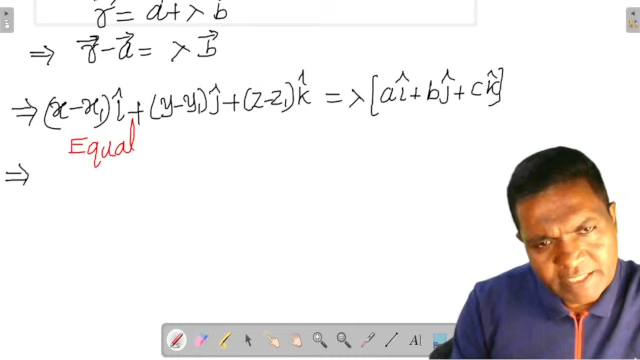 r⃗ = a⃗ + λ b⃗
⇒ r⃗ - a⃗ = λ b⃗
⇒ (x-x₁)î + (y-y₁)ĵ + (z-z₁)k̂ = λ[aî + bĵ + ck̂]
Equal
⇒